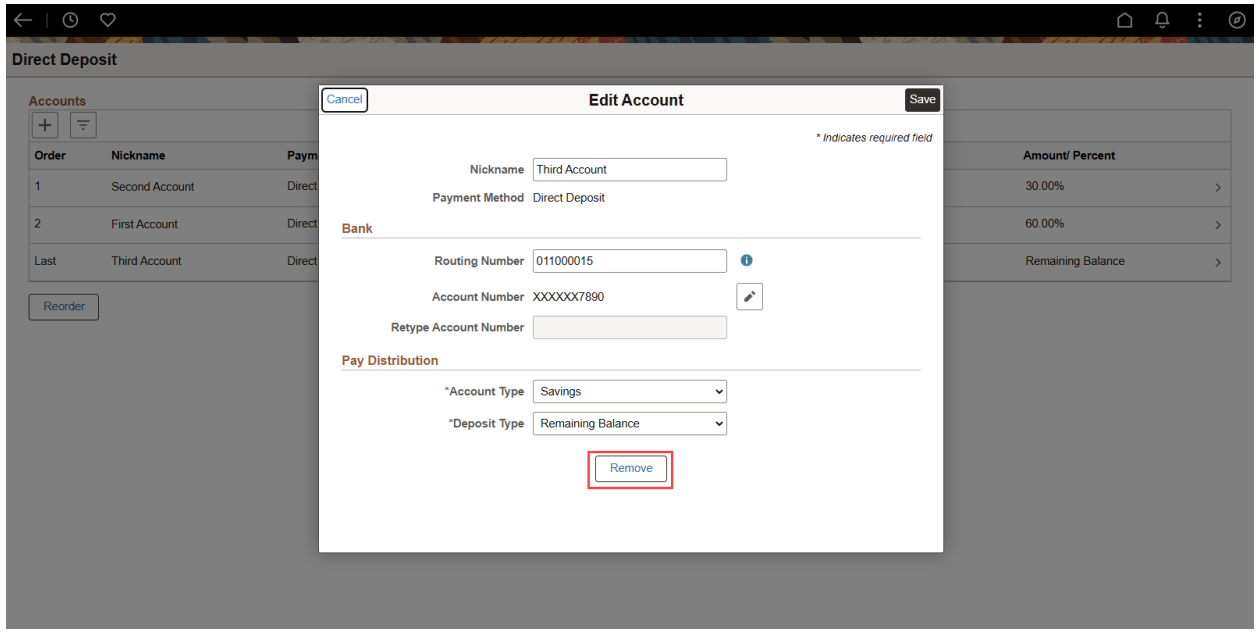 Direct Deposit
Accounts
Order Nickname Paym Amount/ Percent
1 Second Account Direct 30.00%
2 First Account Direct 60.00%
Last Third Account Direct Remaining Balance
Reorder
Cancel Edit Account Save
* Indicates required field
Nickname Third Account
Payment Method Direct Deposit
Bank
Routing Number 011000015
Account Number XXXXXX7890
Retype Account Number
Pay Distribution
*Account Type Savings
*Deposit Type Remaining Balance
Remove